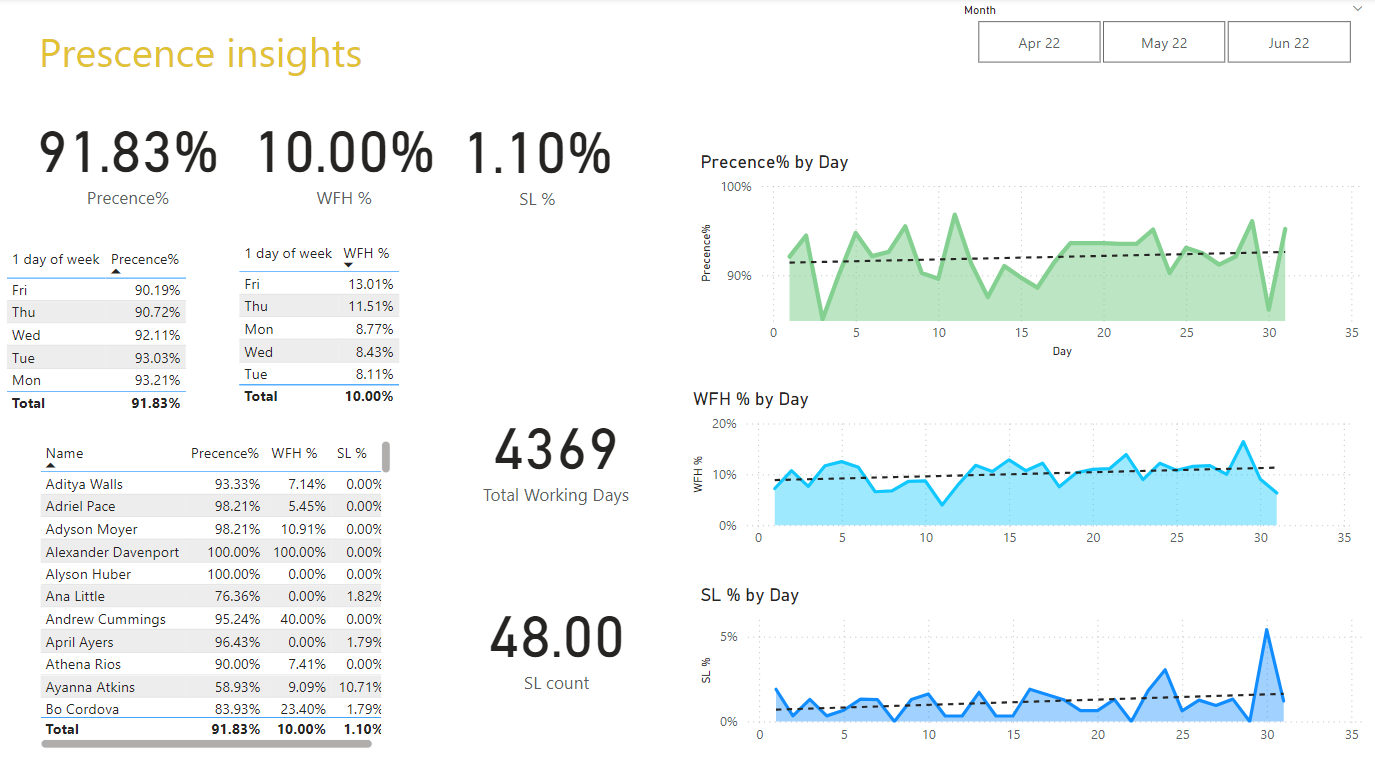 Month
Prescence insights
Apr 22 May 22 Jun 22
91.83% 10.00% 1.10%
Precence% WFH % SL %
1 day of week Precence%
Fri 90.19%
Thu 90.72%
Wed 92.11%
Tue 93.03%
Mon 93.21%
Total 91.83%
1 day of week WFH %
Fri 13.01%
Thu 11.51%
Mon 8.77%
Wed 8.43%
Tue 8.11%
Total 10.00%
Name Precence% WFH % SL %
Aditya Walls 93.33% 7.14% 0.00%
Adriel Pace 98.21% 5.45% 0.00%
Adyson Moyer 98.21% 10.91% 0.00%
Alexander Davenport 100.00% 100.00% 0.00%
Alyson Huber 100.00% 0.00% 0.00%
Ana Little 76.36% 0.00% 1.82%
Andrew Cummings 95.24% 40.00% 0.00%
April Ayers 96.43% 0.00% 1.79%
Athena Rios 90.00% 7.41% 0.00%
Ayanna Atkins 58.93% 9.09% 10.71%
Bo Cordova 83.93% 23.40% 1.79%
Total 91.83% 10.00% 1.10%
4369
Total Working Days
48.00
SL count
Precence% by Day
100%
90%
Precence%
0 5 10 15 20 25 30 35
Day
WFH % by Day
20%
10%
0%
WFH %
0 5 10 15 20 25 30 35
SL % by Day
5%
0%
SL %
0 5 10 15 20 25 30 35